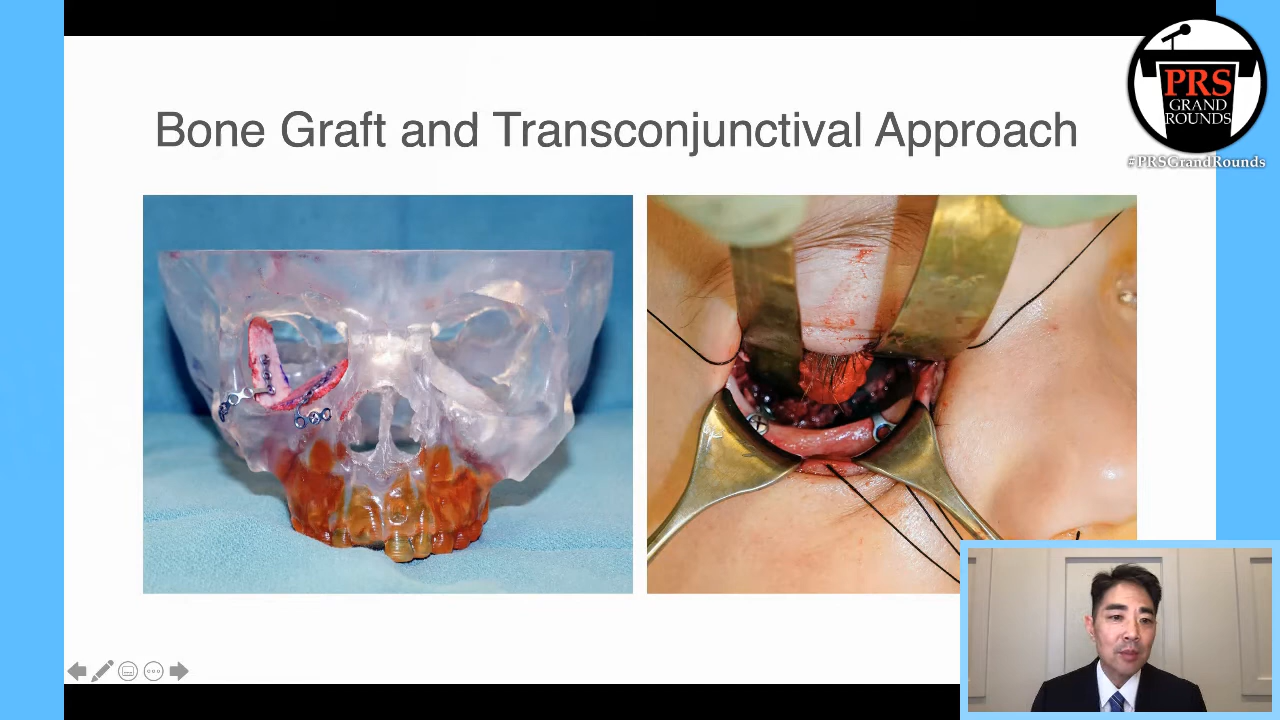 Bone Graft and Transconjunctival Approach
PRS
GRAND
ROUNDS
#PRSGrandRounds